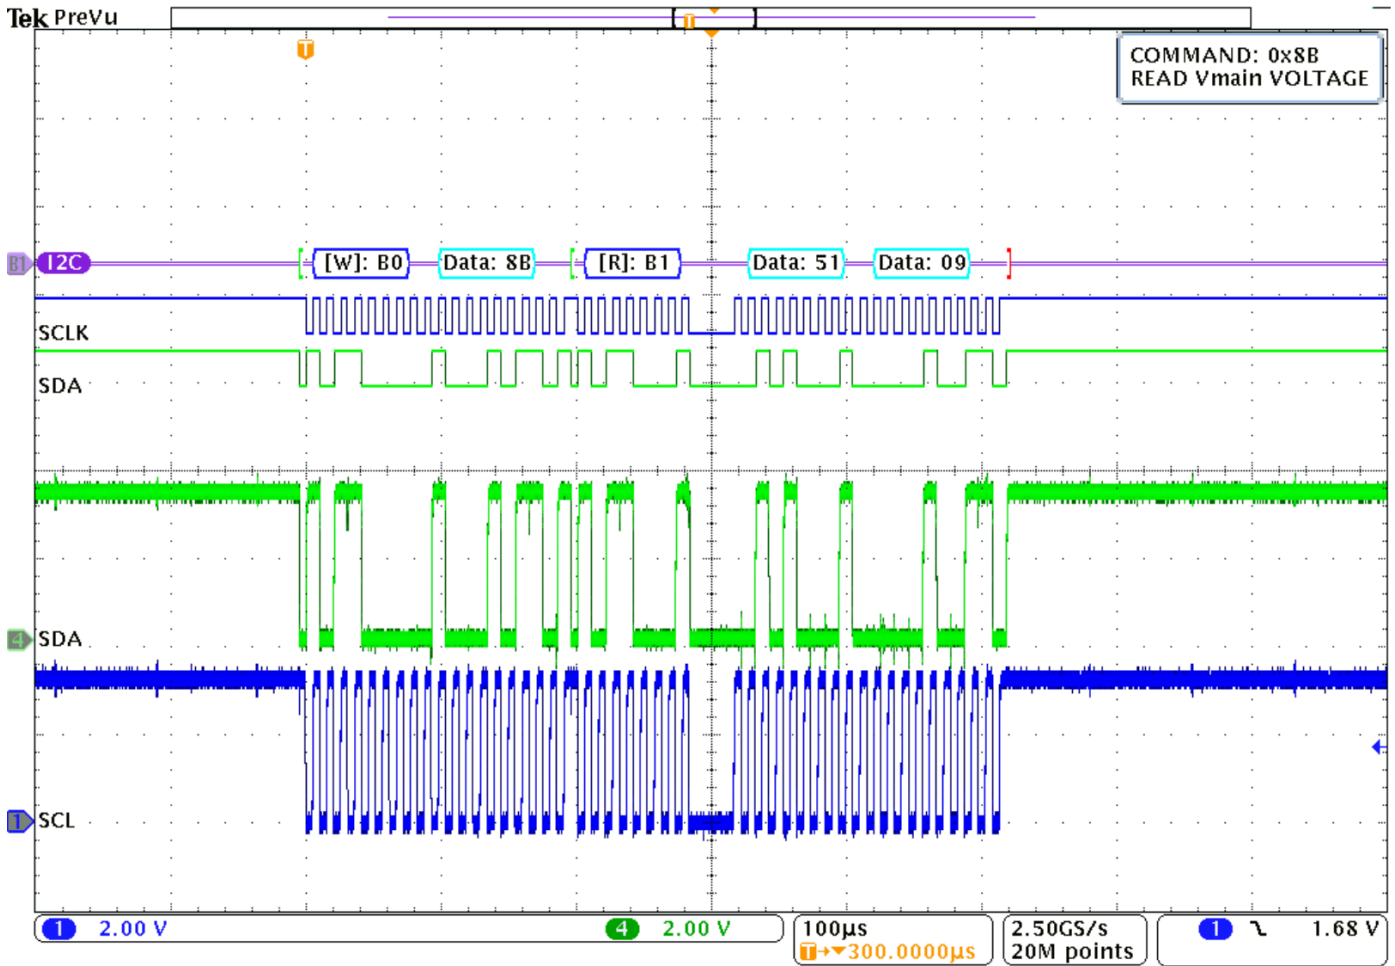 Tek PreVu
T
T
COMMAND: 0x8B
READ Vmain VOLTAGE
B1 I2C [W]: B0 Data: 8B [R]: B1 Data: 51 Data: 09
SCLK
SDA
4 SDA
1 SCL
1 2.00 V 4 2.00 V 100µs 2.50GS/s 1 1.68 V
T→▼300.0000µs 20M points